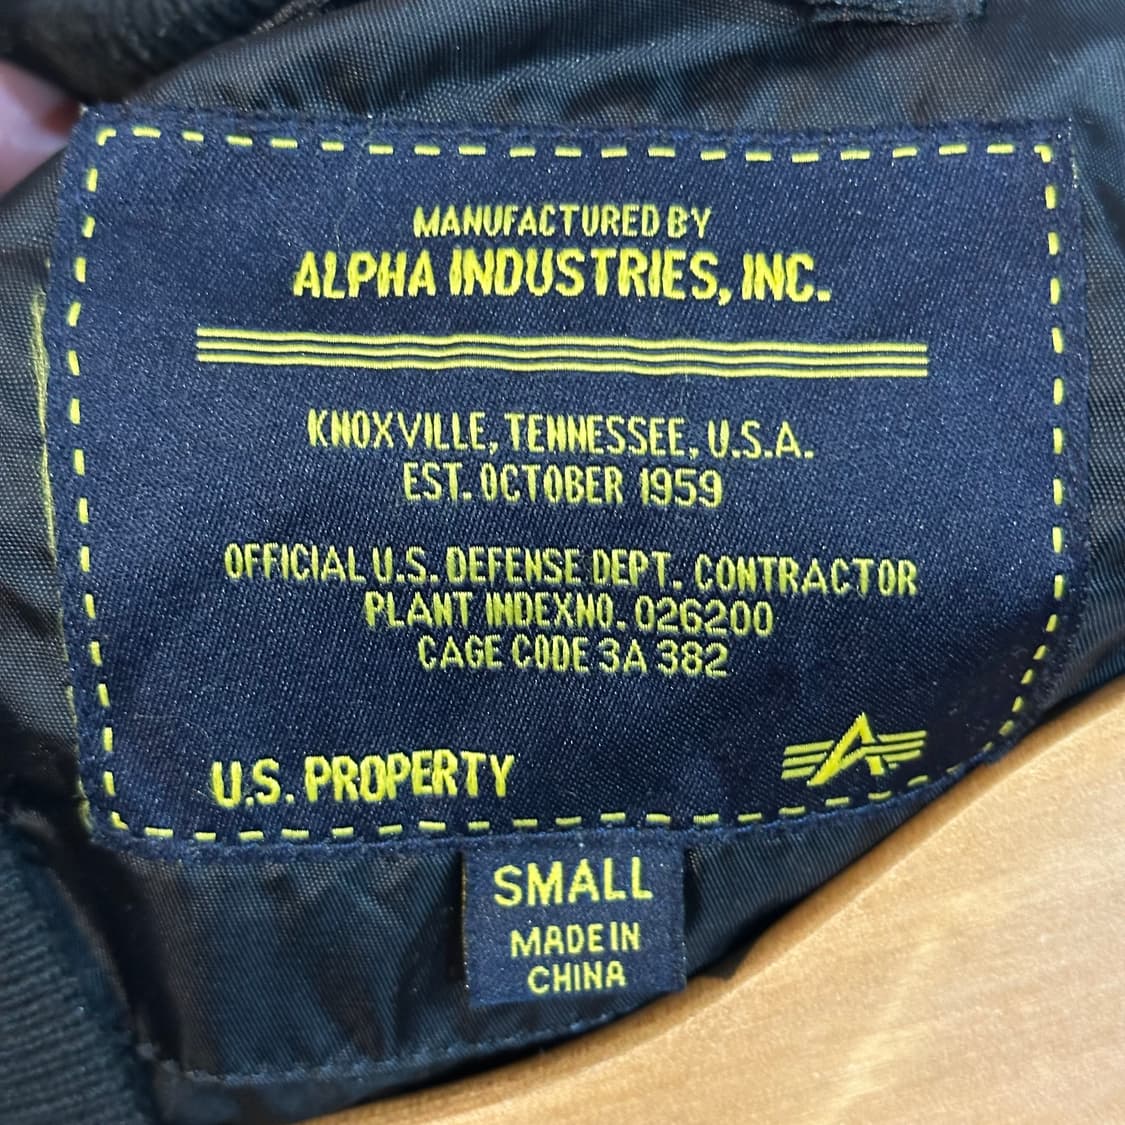 MANUFACTURED BY
ALPHA INDUSTRIES, INC.
KNOXVILLE, TENNESSEE, U.S.A.
EST. OCTOBER 1959
OFFICIAL U.S. DEFENSE DEPT. CONTRACTOR
PLANT INDEXNO. 026200
CAGE CODE 3A 382
U.S. PROPERTY
SMALL
MADE IN
CHINA